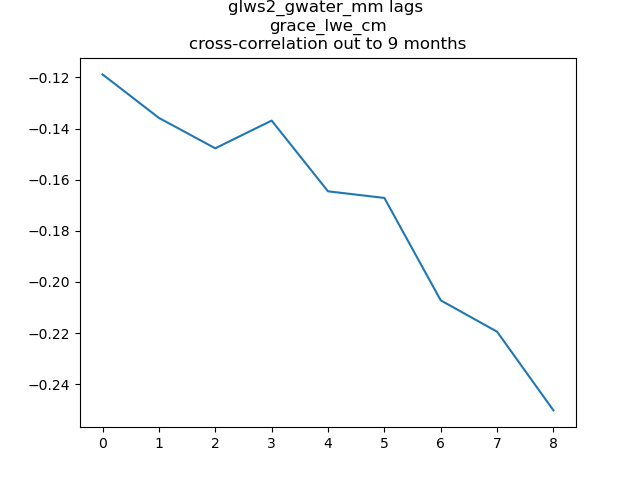 glws2_gwater_mm lags
grace_lwe_cm
cross-correlation out to 9 months
−0.12
−0.14
−0.16
−0.18
−0.20
−0.22
−0.24
0 1 2 3 4 5 6 7 8